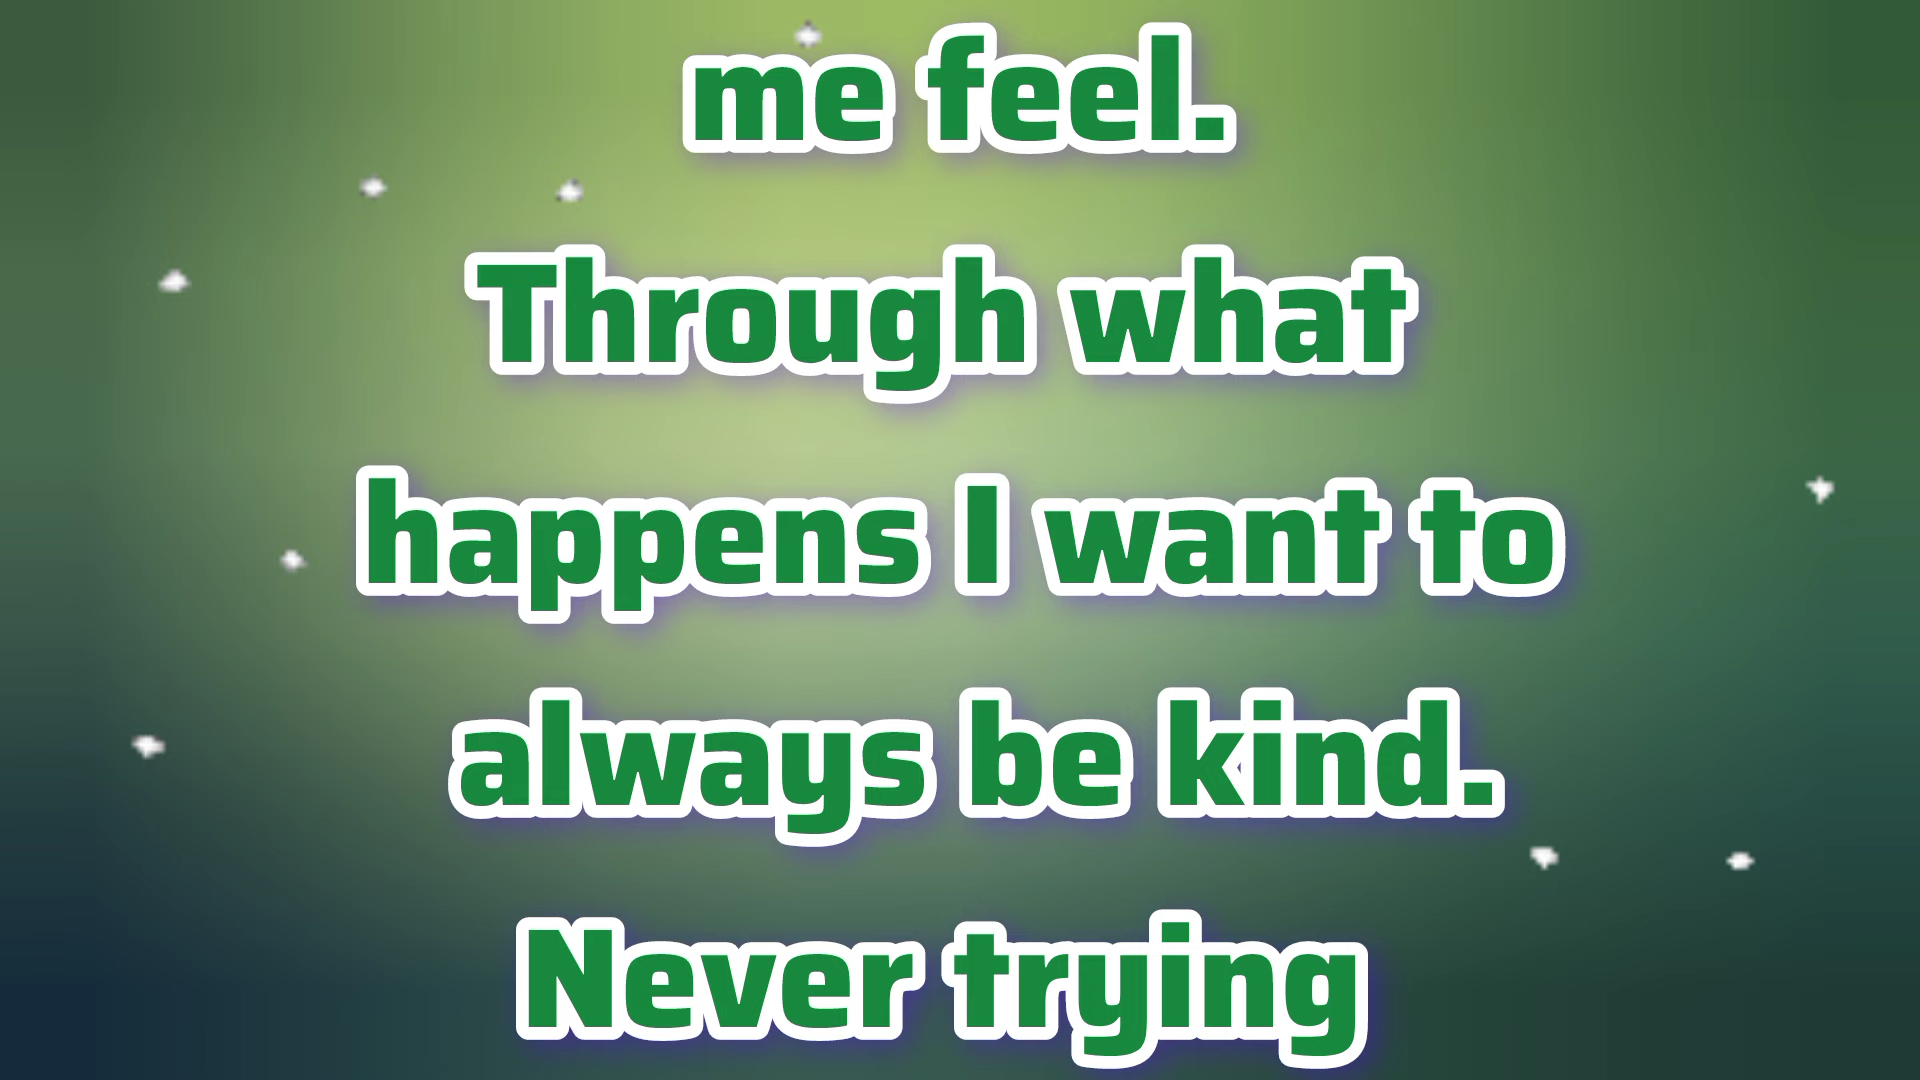 me feel.
Through what
happens I want to
always be kind.
Never trying